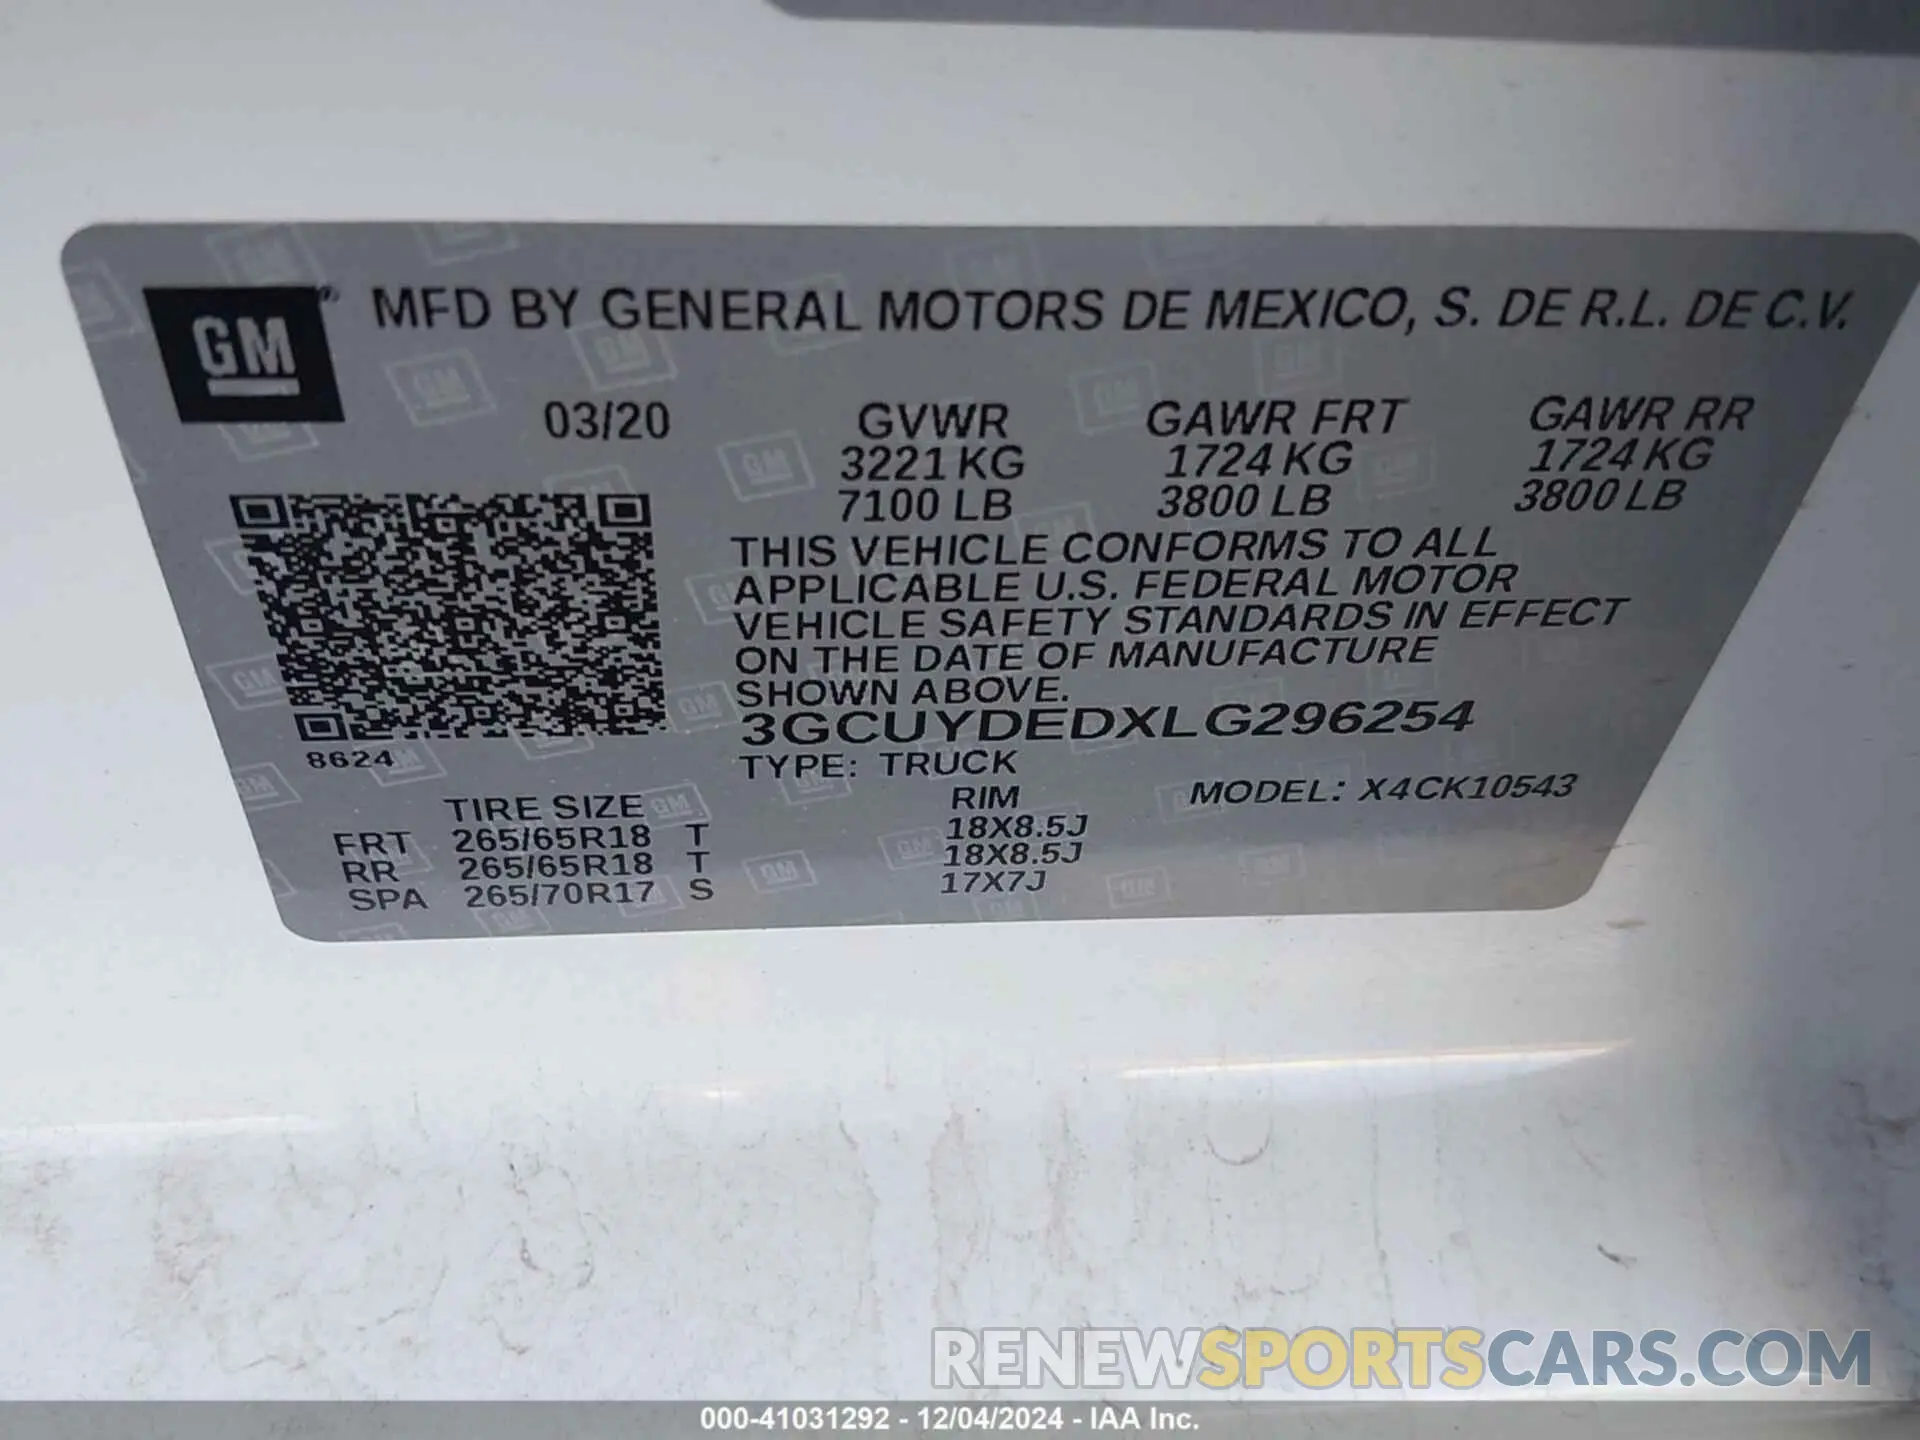 GM
MFD BY GENERAL MOTORS DE MEXICO, S. DE R.L. DE C.V.
03/20 GVWR GAWR FRT GAWR RR
3221 KG 1724 KG 1724 KG
7100 LB 3800 LB 3800 LB
THIS VEHICLE CONFORMS TO ALL
APPLICABLE U.S. FEDERAL MOTOR
VEHICLE SAFETY STANDARDS IN EFFECT
ON THE DATE OF MANUFACTURE
SHOWN ABOVE.
3GCUYDEDXLG296254
8624 TYPE: TRUCK
TIRE SIZE RIM MODEL: X4CK10543
FRT 265/65R18 T 18X8.5J
RR 265/65R18 T 18X8.5J
SPA 265/70R17 S 17X7J
RENEWSPORTSCARS.COM
000-41031292 - 12/04/2024 - IAA Inc.